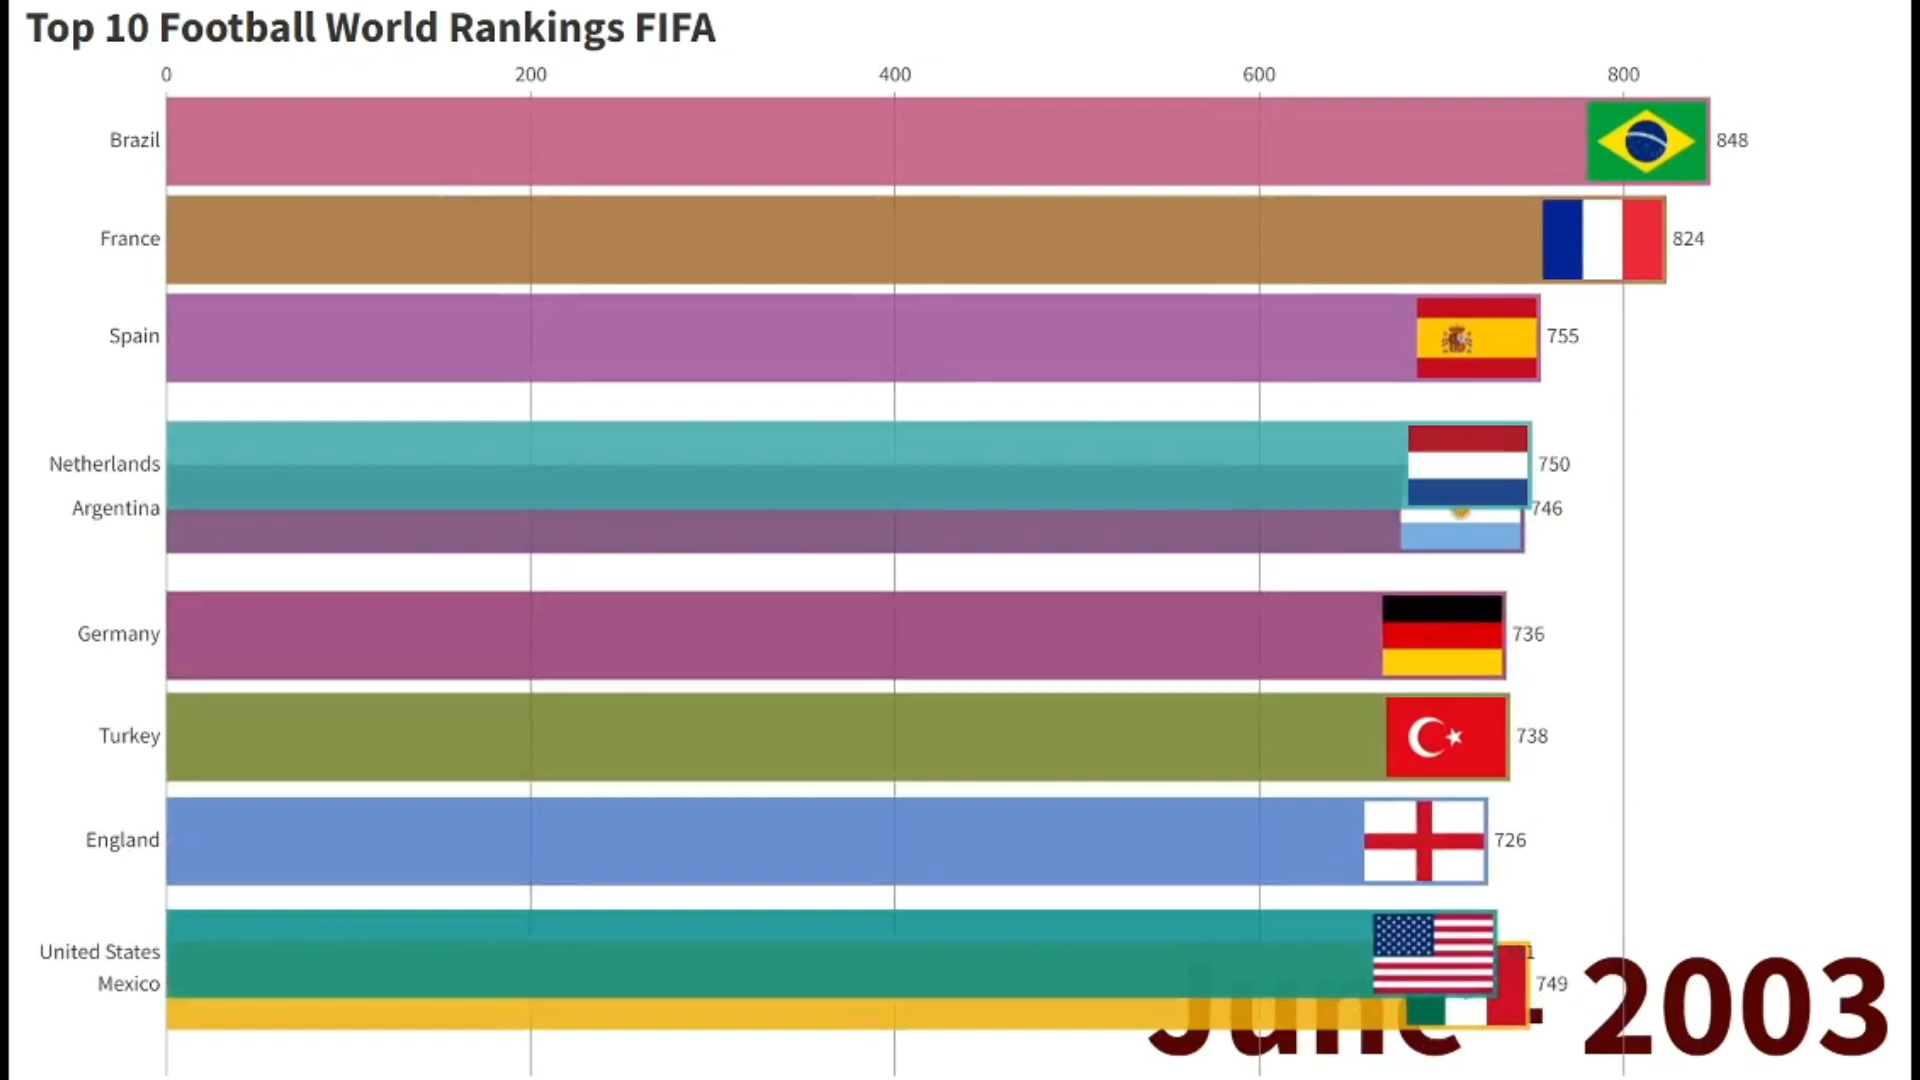 Top 10 Football World Rankings FIFA
0 200 400 600 800
Brazil 848
France 824
Spain 755
Netherlands 750
Argentina 746
Germany 736
Turkey 738
England 726
United States
Mexico 749
June - 2003